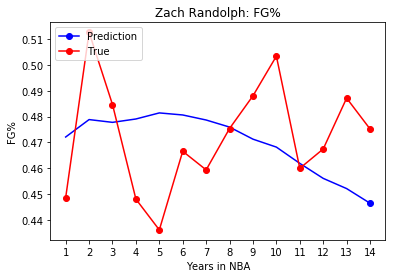 Zach Randolph: FG%
Prediction
True
0.51
0.50
0.49
0.48
0.47
0.46
0.45
0.44
FG%
1 2 3 4 5 6 7 8 9 10 11 12 13 14
Years in NBA